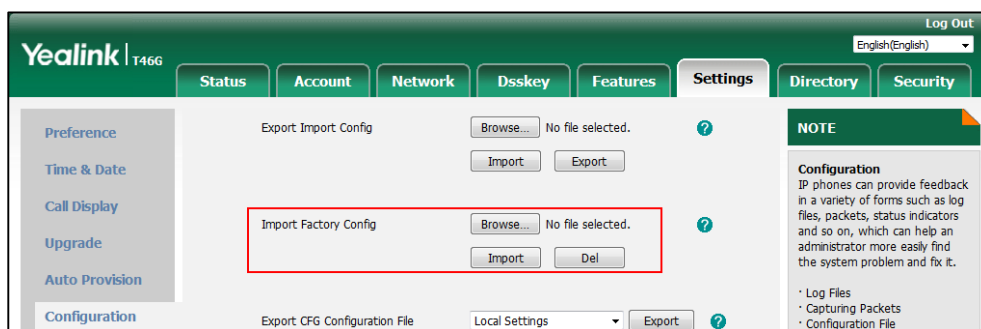 Log Out
Yealink | T46G
English(English)
Status Account Network Dsskey Features Settings Directory Security
Preference
Time & Date
Call Display
Upgrade
Auto Provision
Configuration
Export Import Config Browse... No file selected. ?
Import Export
Import Factory Config Browse... No file selected. ?
Import Del
Export CFG Configuration File Local Settings Export ?
NOTE
Configuration
IP phones can provide feedback
in a variety of forms such as log
files, packets, status indicators
and so on, which can help an
administrator more easily find
the system problem and fix it.
· Log Files
· Capturing Packets
· Configuration File